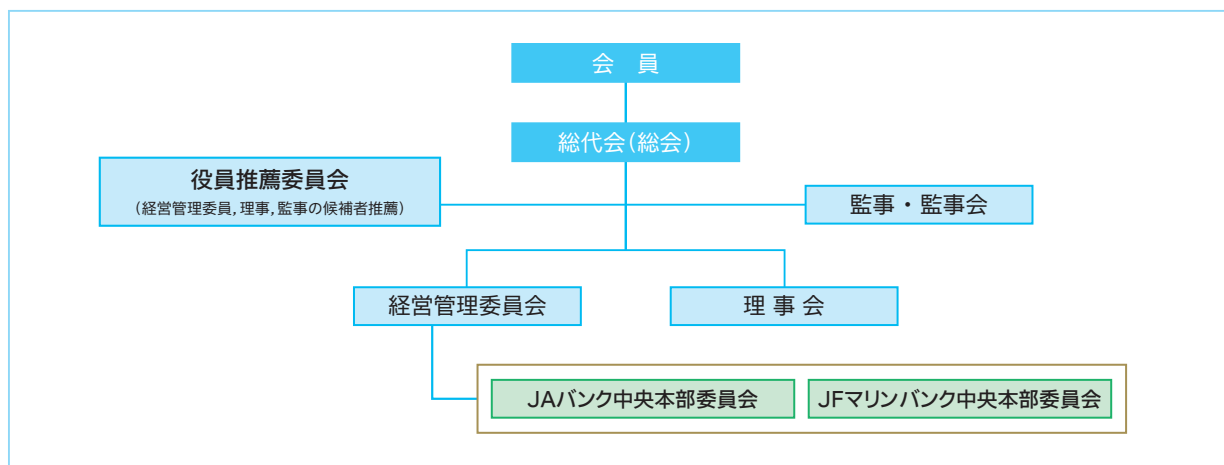 会 員
総代会(総会)
役員推薦委員会
(経営管理委員,理事,監事の候補者推薦)
監事・監事会
経営管理委員会
理 事 会
JAバンク中央本部委員会
JFマリンバンク中央本部委員会